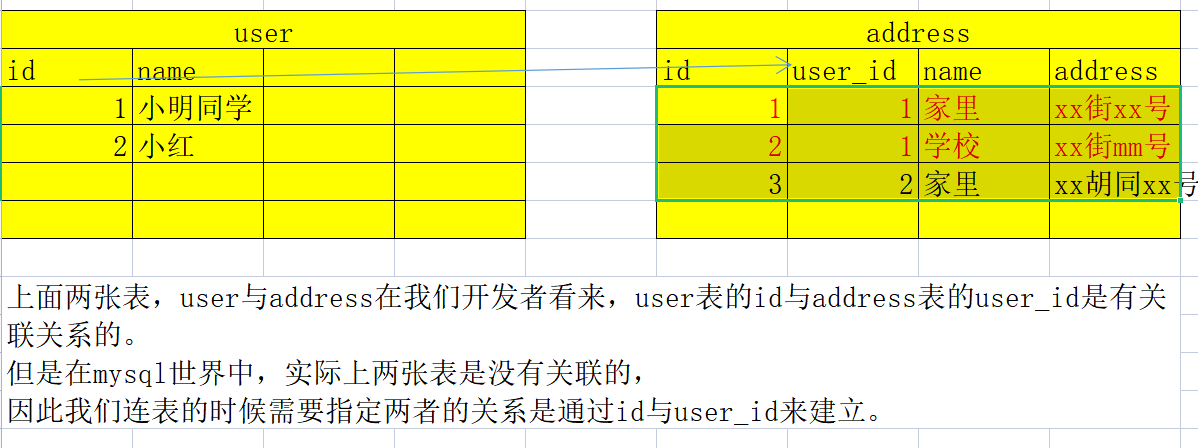 user address
id name id user_id name address
1 小明同学 1 1 家里 xx街xx号
2 小红 2 1 学校 xx街mm号
3 2 家里 xx胡同xx号
上面两张表，user与address在我们开发者看来，user表的id与address表的user_id是有关
联关系的。
但是在mysql世界中，实际上两张表是没有关联的，
因此我们连表的时候需要指定两者的关系是通过id与user_id来建立。